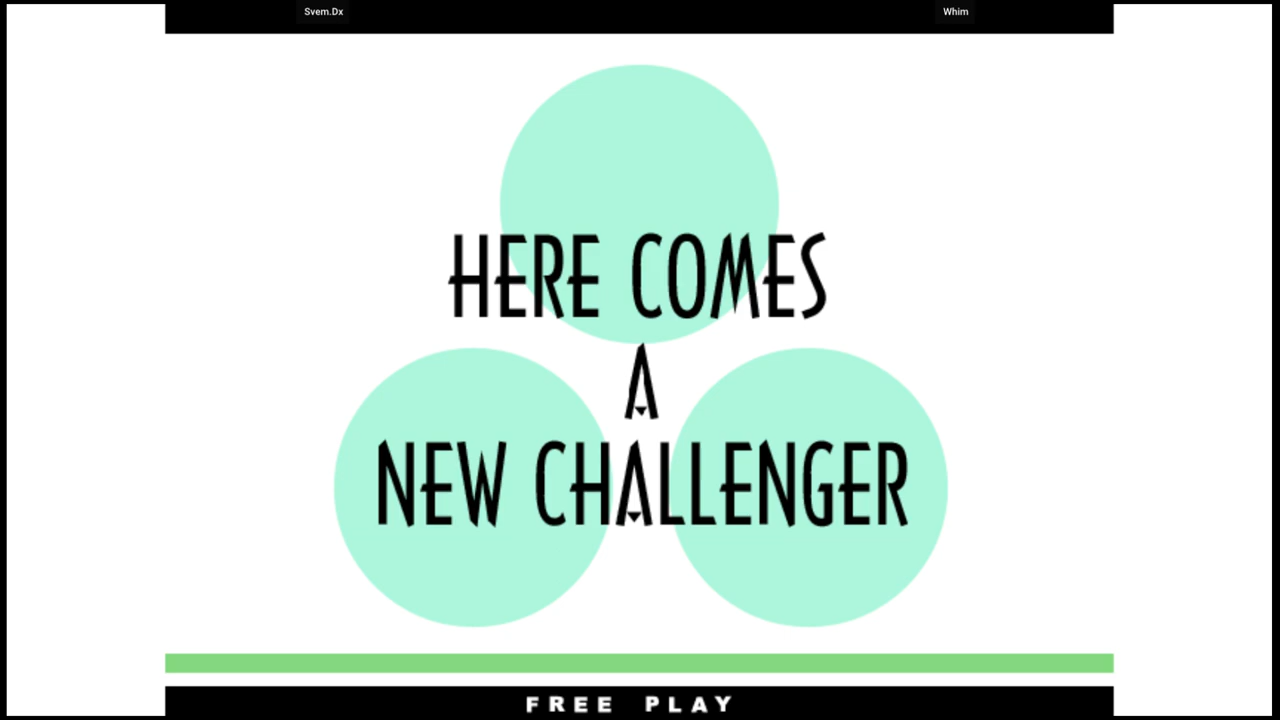 Svem.Dx Whim
HERE COMES
A
NEW CHALLENGER
FREE PLAY